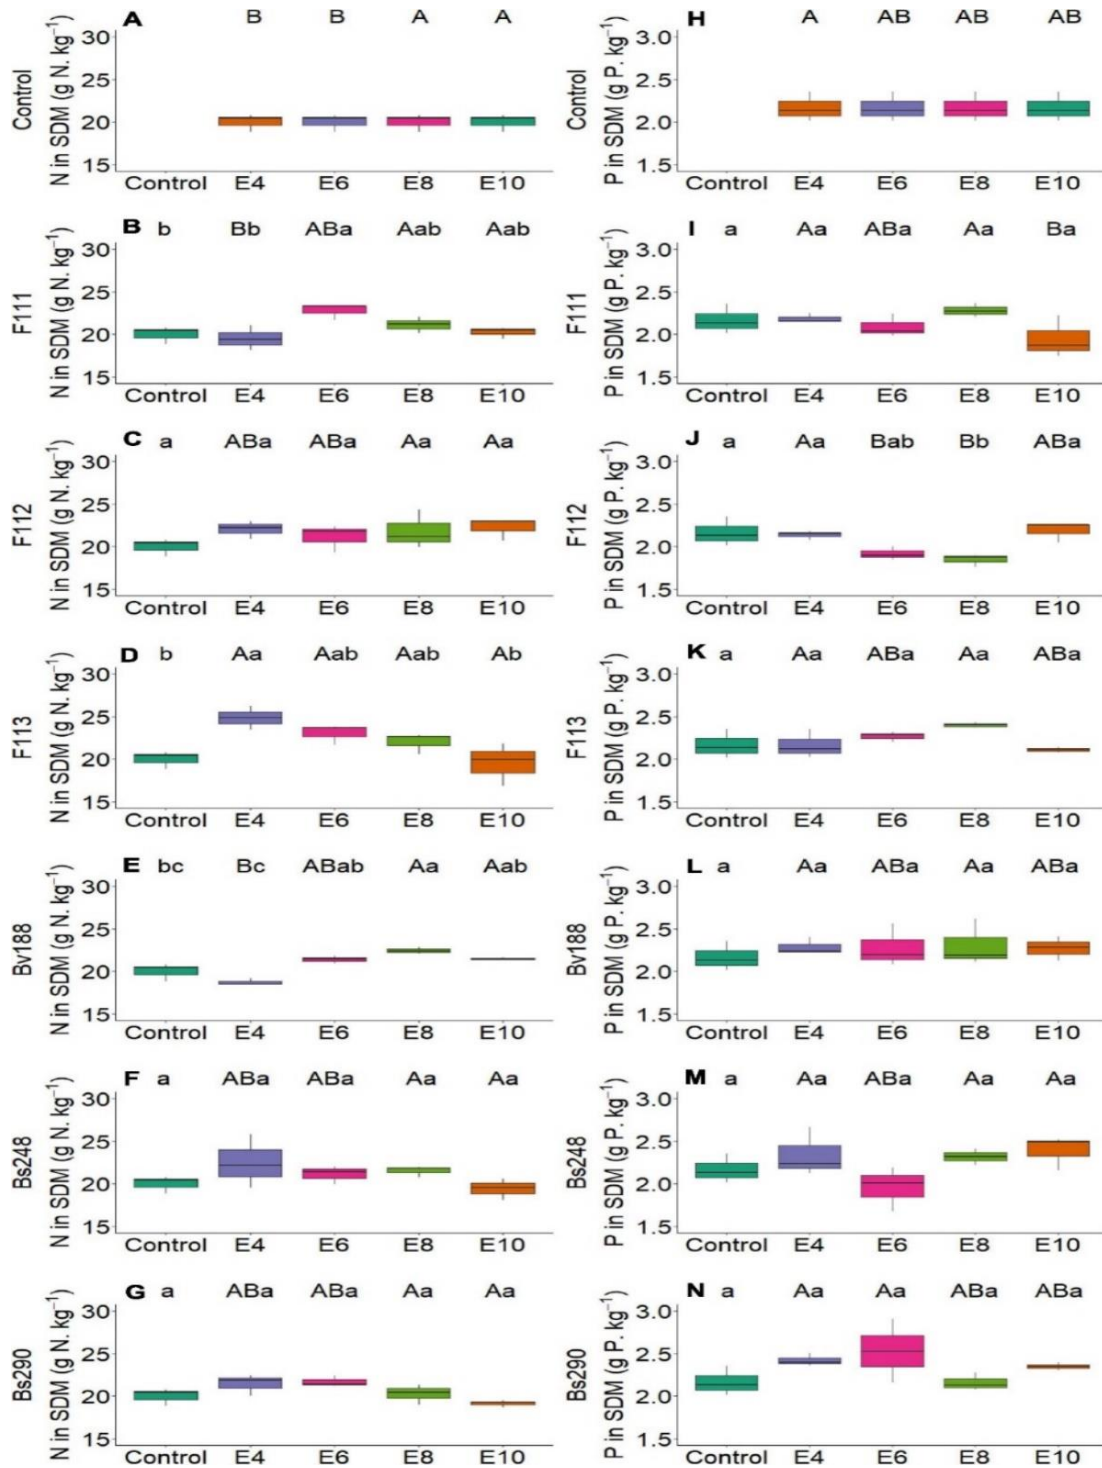 A B B A A
Control
N in SDM (g N. kg⁻¹)
30
25
20
15
Control E4 E6 E8 E10
H A AB AB AB
Control
P in SDM (g P. kg⁻¹)
3.0
2.5
2.0
1.5
Control E4 E6 E8 E10
B b Bb ABa Aab Aab
F111
N in SDM (g N. kg⁻¹)
30
25
20
15
Control E4 E6 E8 E10
I a Aa ABa Aa Ba
F111
P in SDM (g P. kg⁻¹)
3.0
2.5
2.0
1.5
Control E4 E6 E8 E10
C a ABa ABa Aa Aa
F112
N in SDM (g N. kg⁻¹)
30
25
20
15
Control E4 E6 E8 E10
J a Aa Bab Bb ABa
F112
P in SDM (g P. kg⁻¹)
3.0
2.5
2.0
1.5
Control E4 E6 E8 E10
D b Aa Aab Aab Ab
F113
N in SDM (g N. kg⁻¹)
30
25
20
15
Control E4 E6 E8 E10
K a Aa ABa Aa ABa
F113
P in SDM (g P. kg⁻¹)
3.0
2.5
2.0
1.5
Control E4 E6 E8 E10
E bc Bc ABab Aa Aab
Bv188
N in SDM (g N. kg⁻¹)
30
25
20
15
Control E4 E6 E8 E10
L a Aa ABa Aa ABa
Bv188
P in SDM (g P. kg⁻¹)
3.0
2.5
2.0
1.5
Control E4 E6 E8 E10
F a ABa ABa Aa Aa
Bs248
N in SDM (g N. kg⁻¹)
30
25
20
15
Control E4 E6 E8 E10
M a Aa ABa Aa Aa
Bs248
P in SDM (g P. kg⁻¹)
3.0
2.5
2.0
1.5
Control E4 E6 E8 E10
G a ABa ABa Aa Aa
Bs290
N in SDM (g N. kg⁻¹)
30
25
20
15
Control E4 E6 E8 E10
N a Aa Aa ABa ABa
Bs290
P in SDM (g P. kg⁻¹)
3.0
2.5
2.0
1.5
Control E4 E6 E8 E10